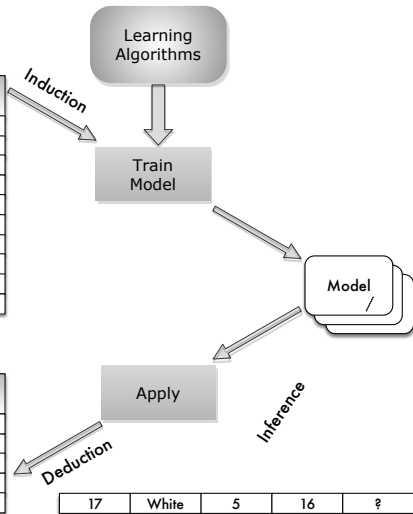 Learning
Algorithms
Induction
Train
Model
Model
/
Apply
Inference
Deduction
17 White 5 16 ?